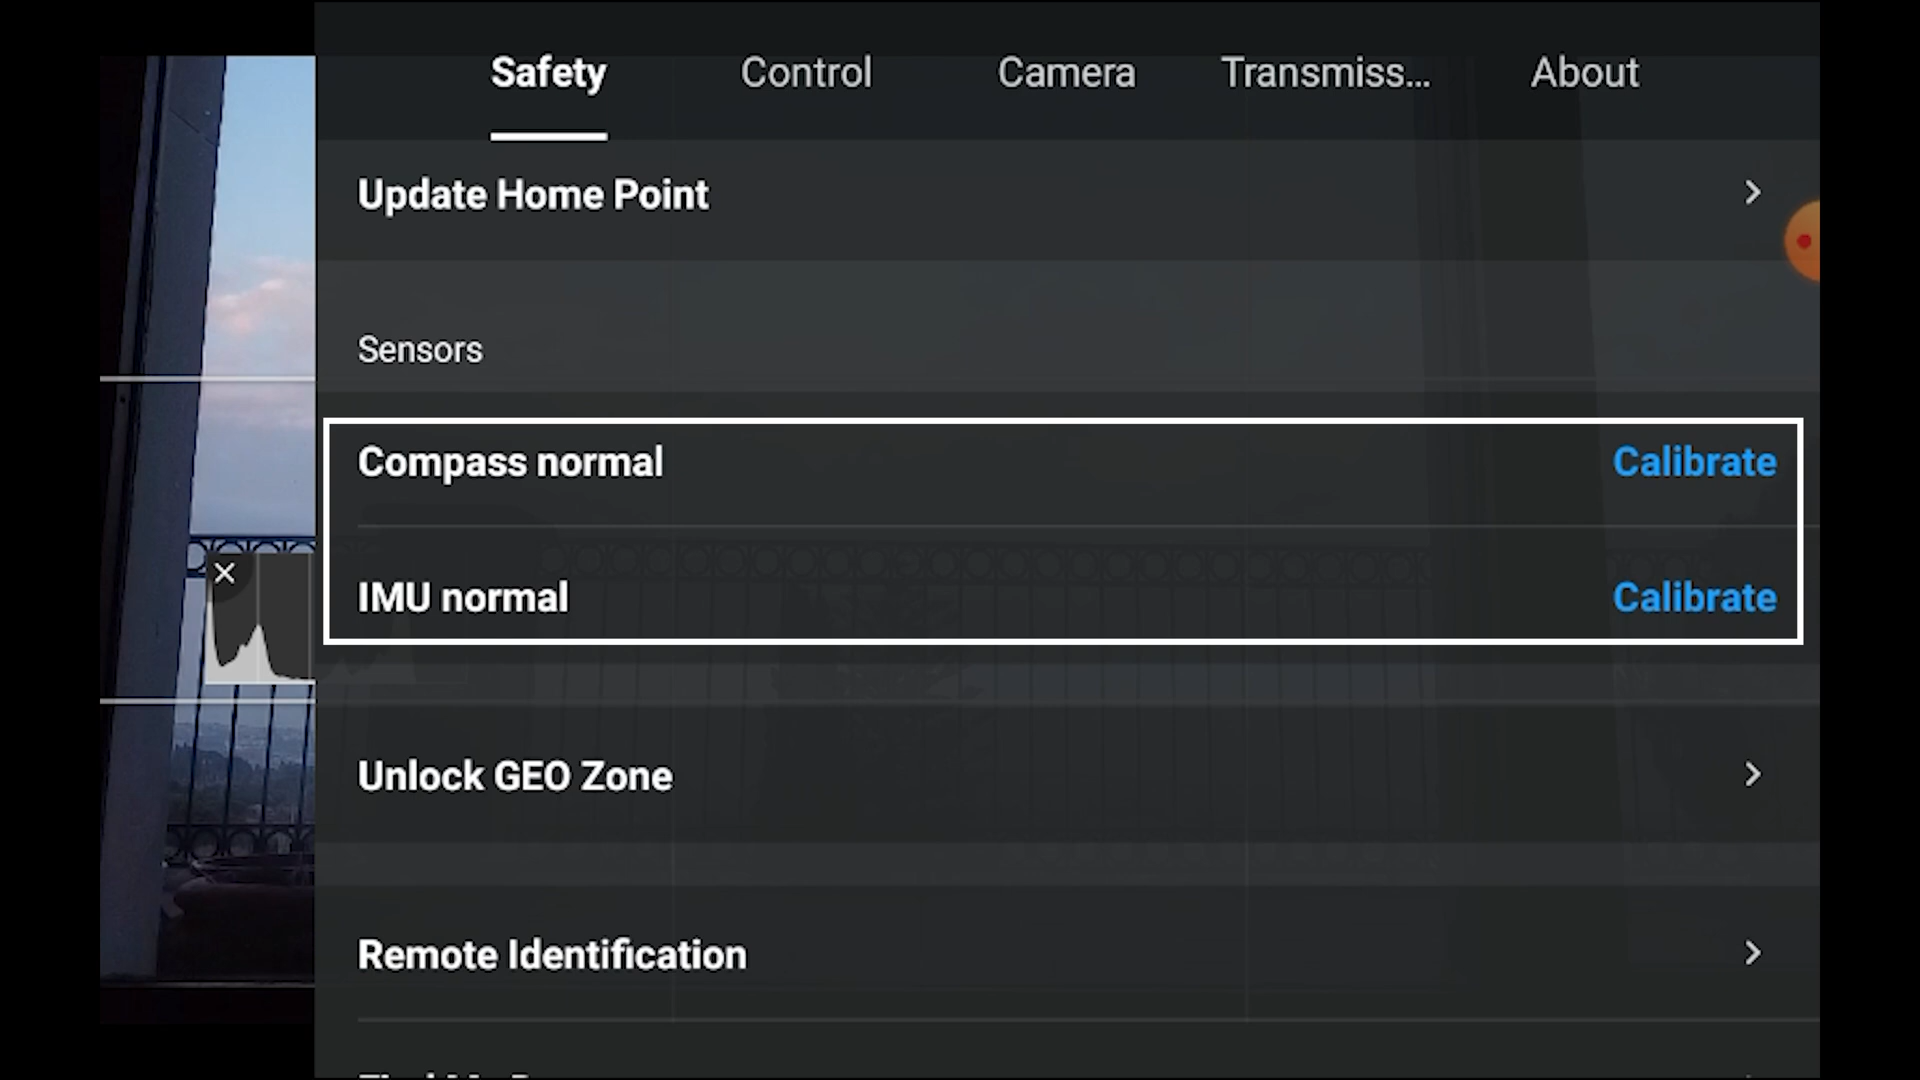 Safety
Control
Camera
Transmiss...
About
Update Home Point
Sensors
Compass normal
Calibrate
IMU normal
Calibrate
Unlock GEO Zone
Remote Identification